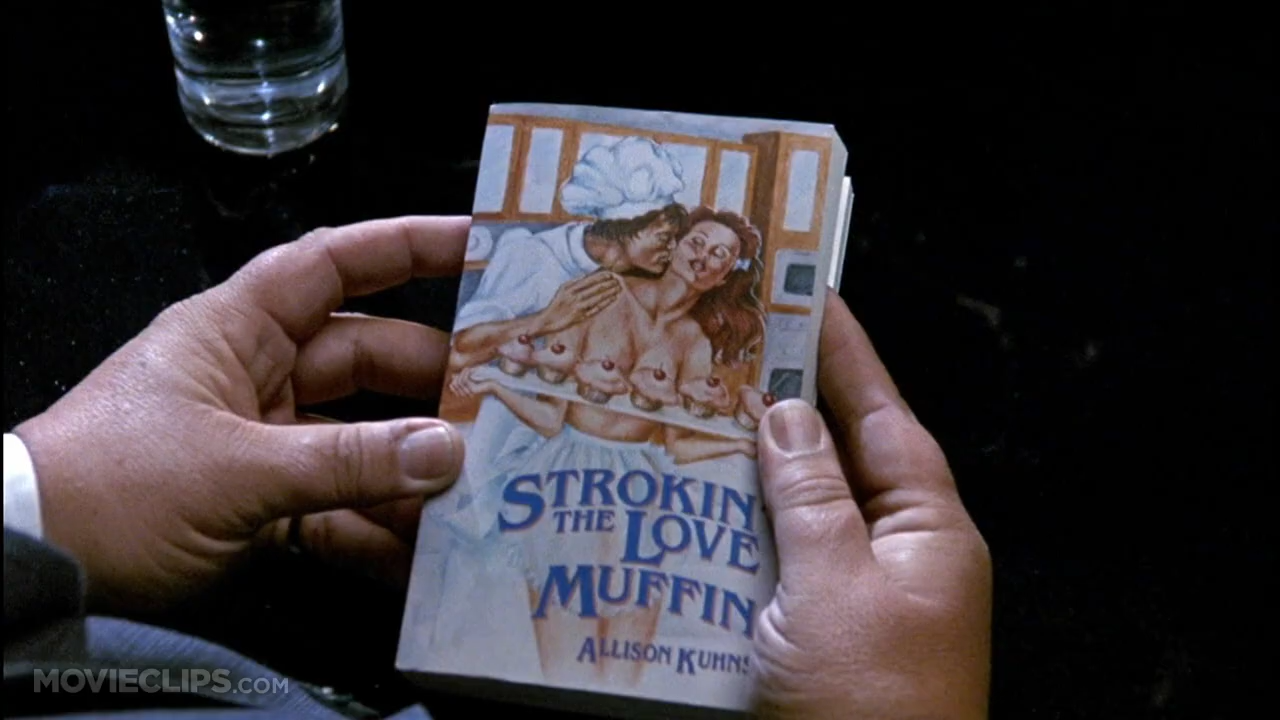 STROKIN
THE LOVE
MUFFIN
ALLISON KUHNS
MOVIECLIPS.COM